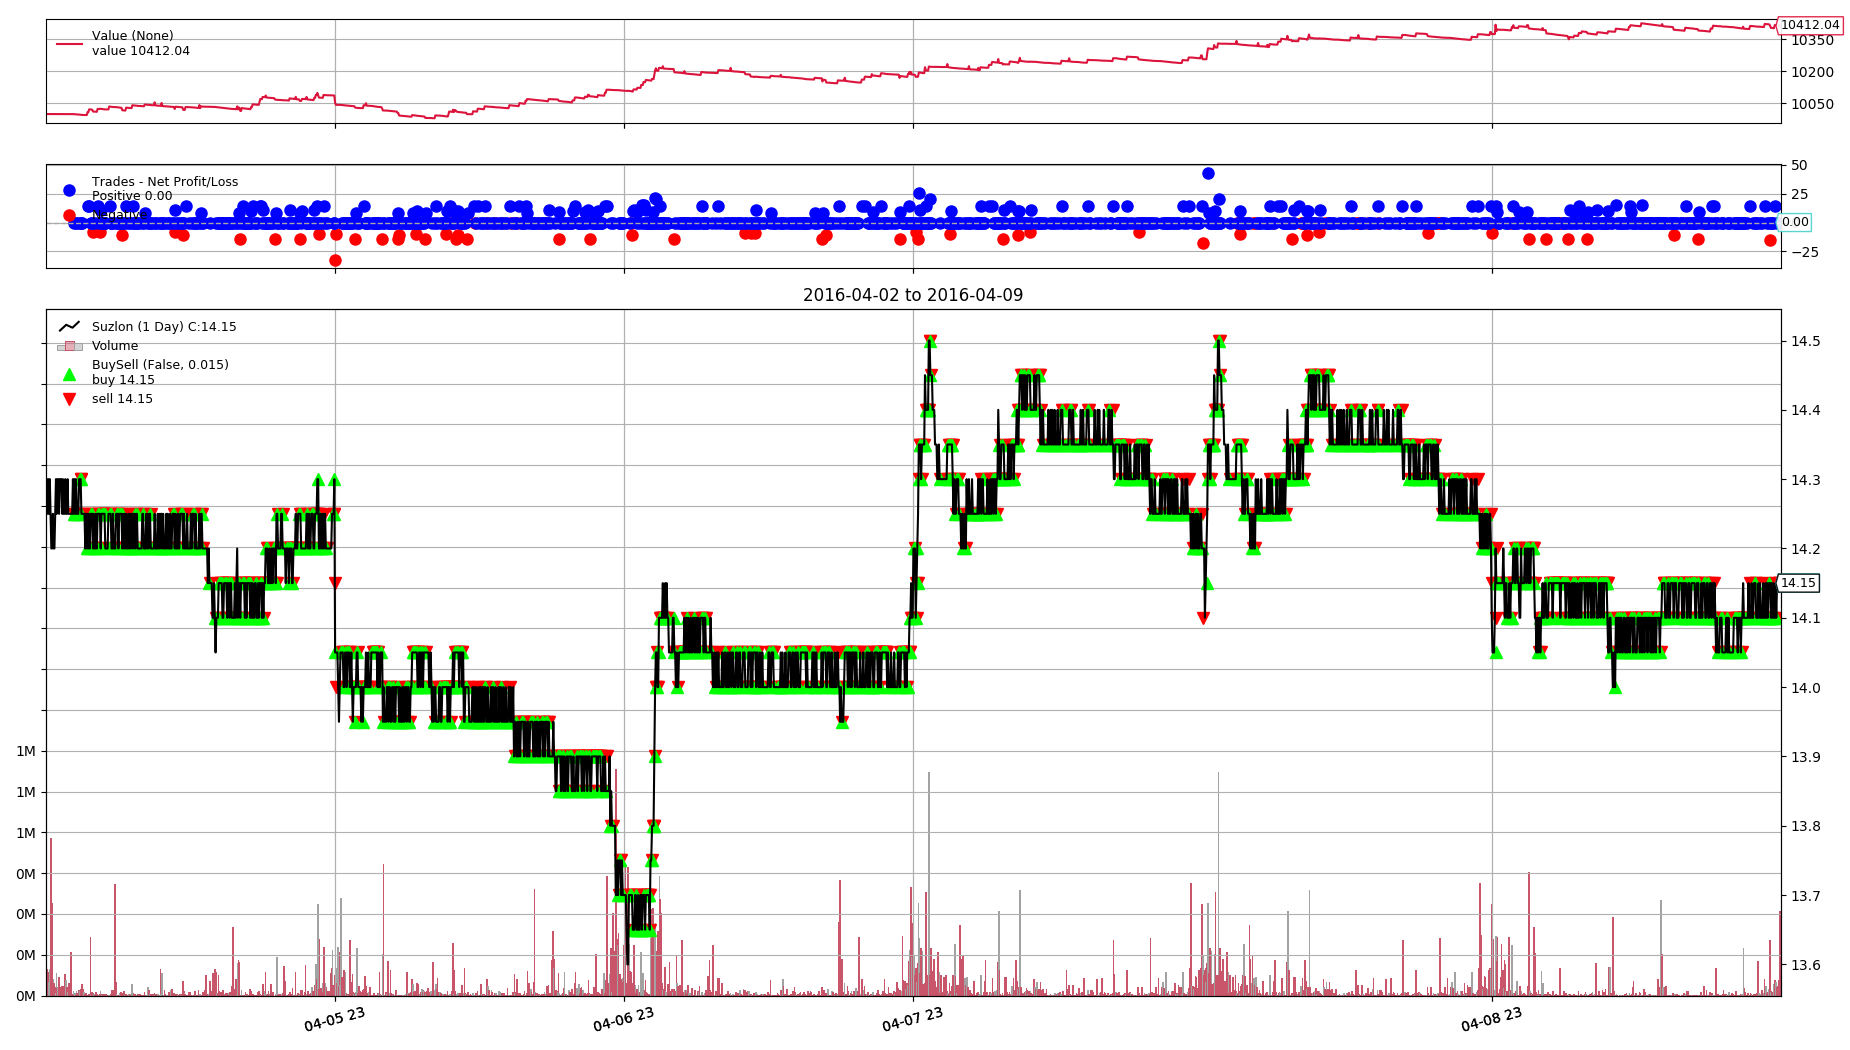 Value (None)
value 10412.04
10412.04
10350
10200
10050
Trades - Net Profit/Loss
Positive 0.00
Negative
50
25
0.00
−25
2016-04-02 to 2016-04-09
Suzlon (1 Day) C:14.15
Volume
BuySell (False, 0.015)
buy 14.15
sell 14.15
14.5
14.4
14.3
14.2
14.15
14.1
14.0
13.9
13.8
13.7
13.6
1M
1M
1M
0M
0M
0M
0M
04-05 23
04-06 23
04-07 23
04-08 23